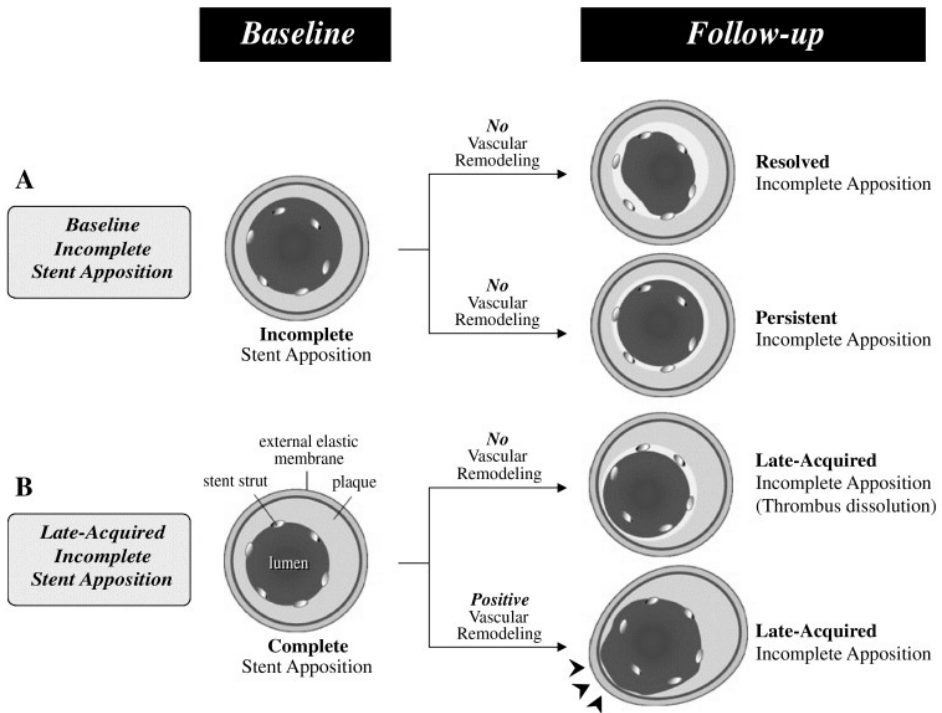 Baseline
Follow-up
A
Baseline
Incomplete
Stent Apposition
Incomplete
Stent Apposition
No
Vascular
Remodeling
Resolved
Incomplete Apposition
No
Vascular
Remodeling
Persistent
Incomplete Apposition
B
Late-Acquired
Incomplete
Stent Apposition
external elastic
membrane
stent strut
plaque
lumen
Complete
Stent Apposition
No
Vascular
Remodeling
Late-Acquired
Incomplete Apposition
(Thrombus dissolution)
Positive
Vascular
Remodeling
Late-Acquired
Incomplete Apposition